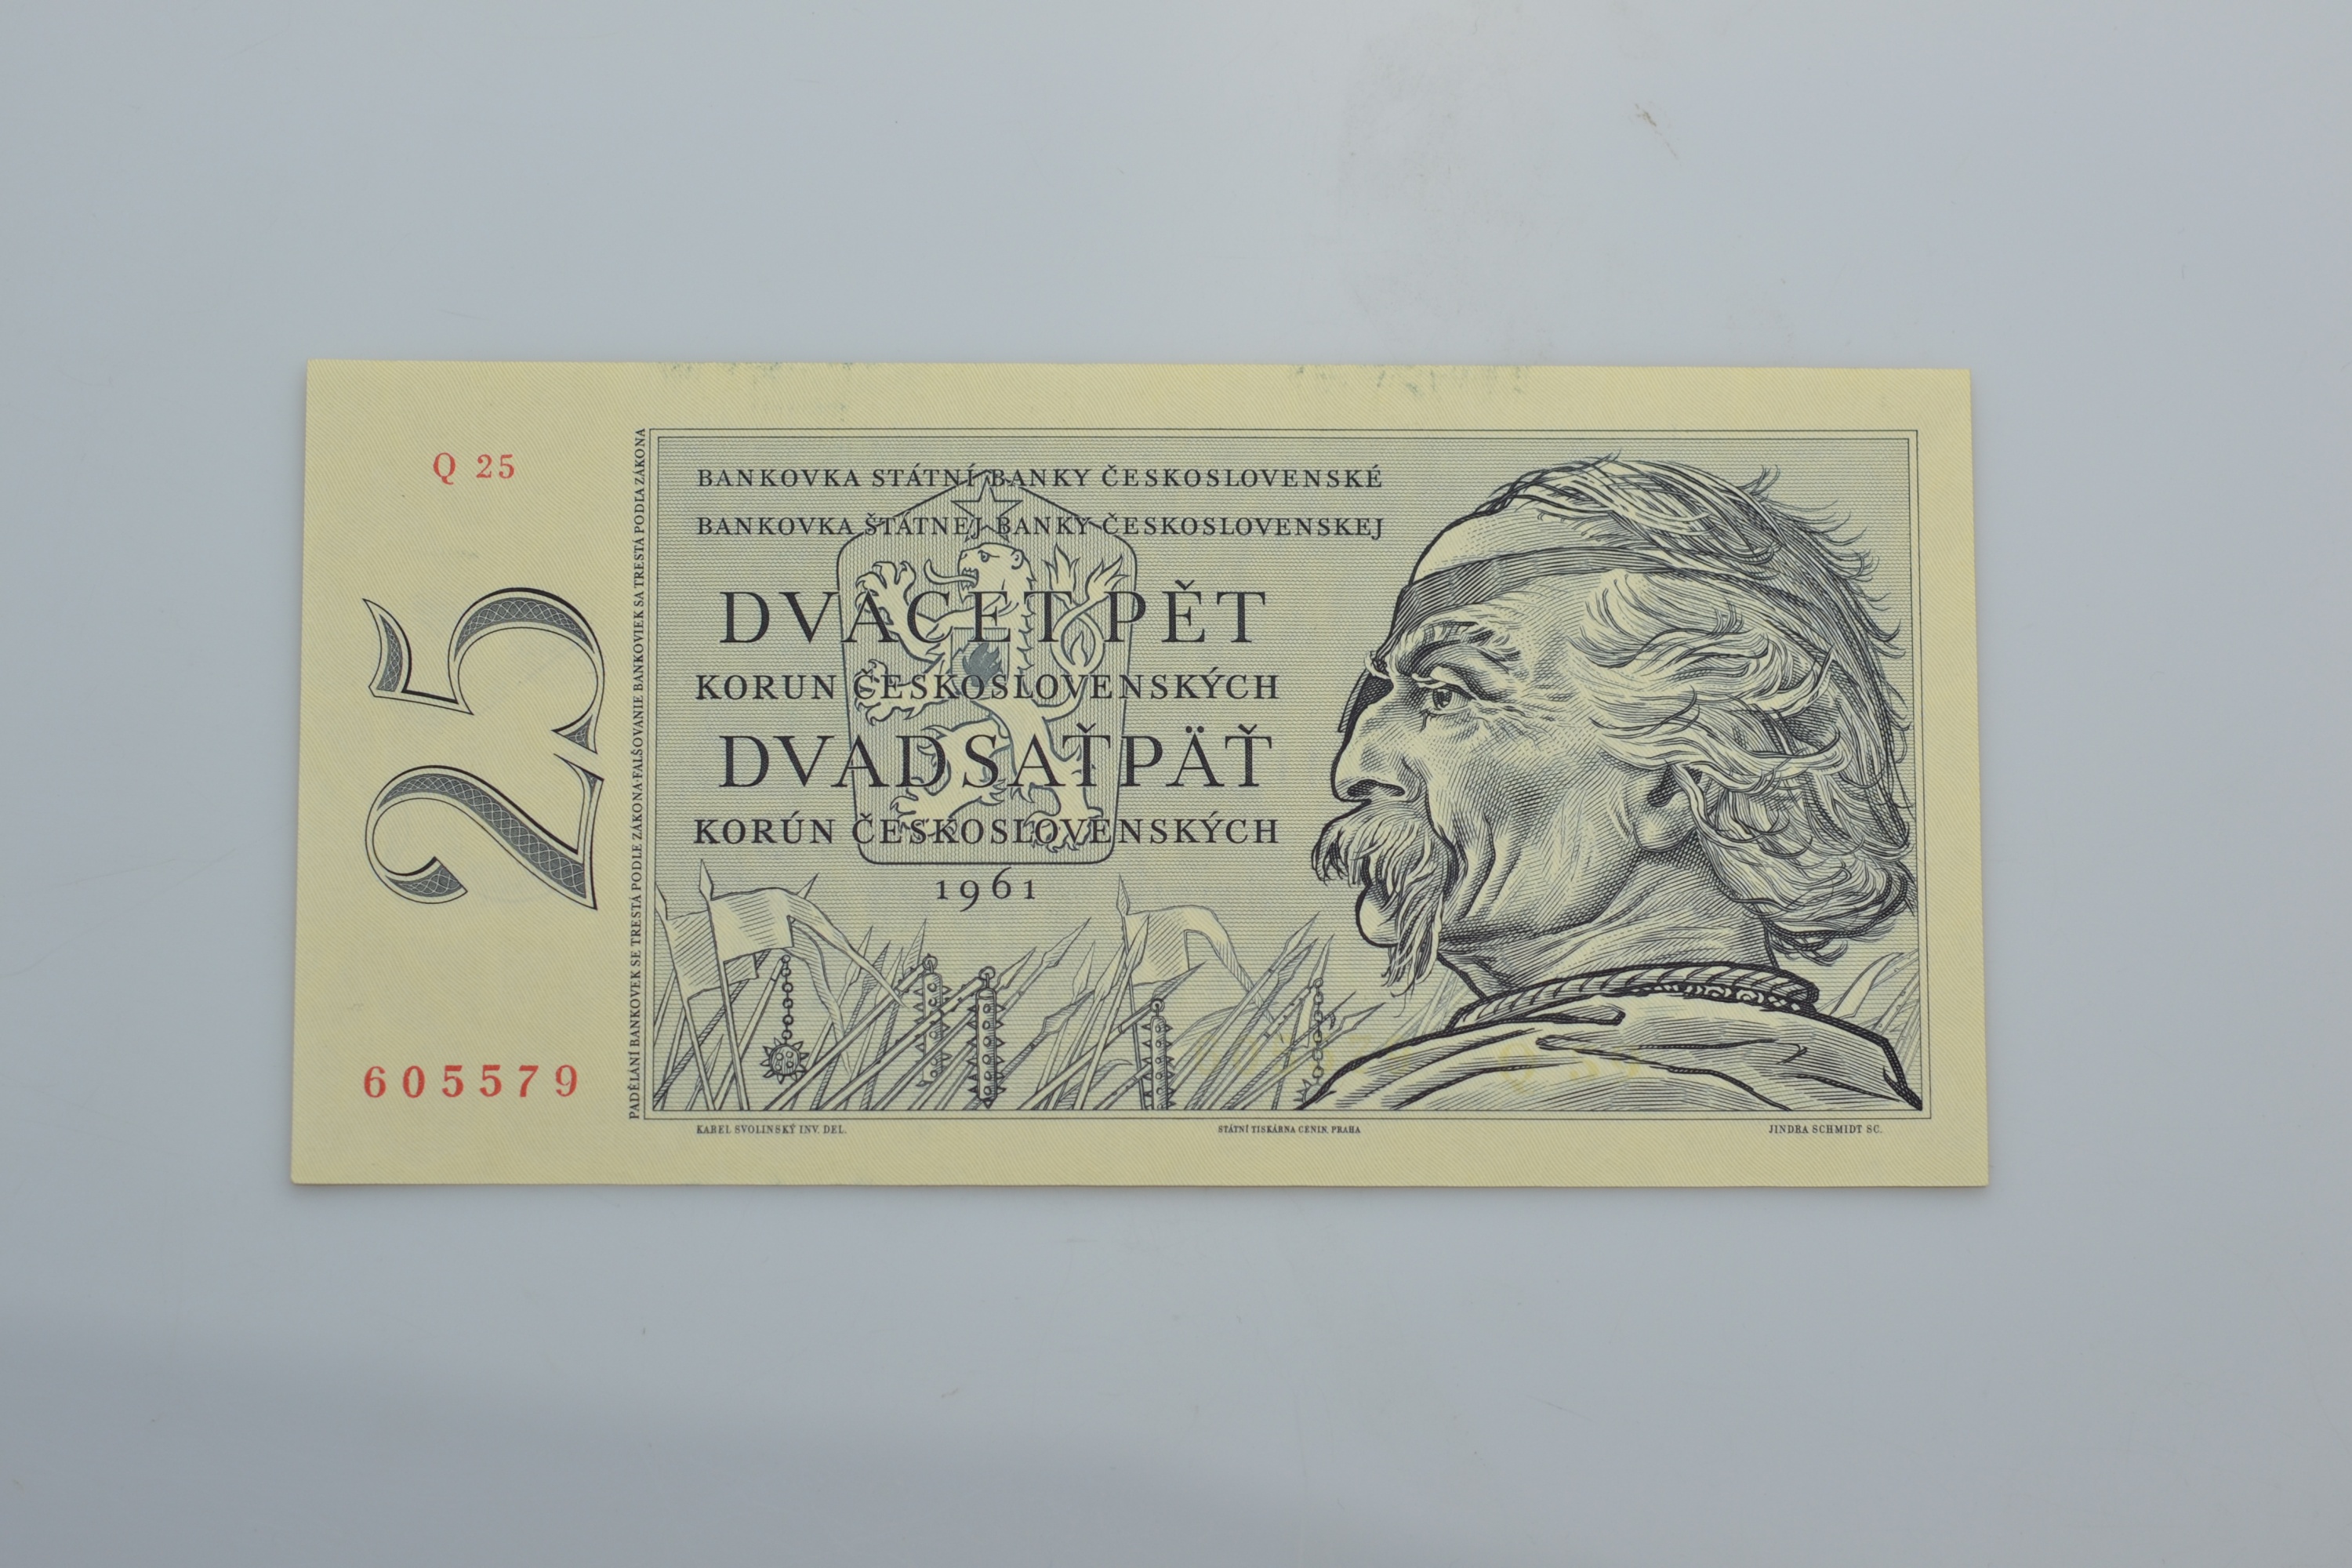 Q 25
25
605579
PADĚLÁNÍ BANKOVEK SE TRESTÁ PODLE ZÁKONA·FALŠOVANIE BANKOVIEK SA TRESTÁ PODĽA ZÁKONA
BANKOVKA STÁTNÍ BANKY ČESKOSLOVENSKÉ
BANKOVKA ŠTÁTNEJ BANKY ČESKOSLOVENSKEJ
DVACET PĚT
KORUN ČESKOSLOVENSKÝCH
DVADSAŤPÄŤ
KORÚN ČESKOSLOVENSKÝCH
1961
KAREL SVOLINSKÝ INV. DEL.
STÁTNÍ TISKÁRNA CENIN. PRAHA
JINDRA SCHMIDT SC.